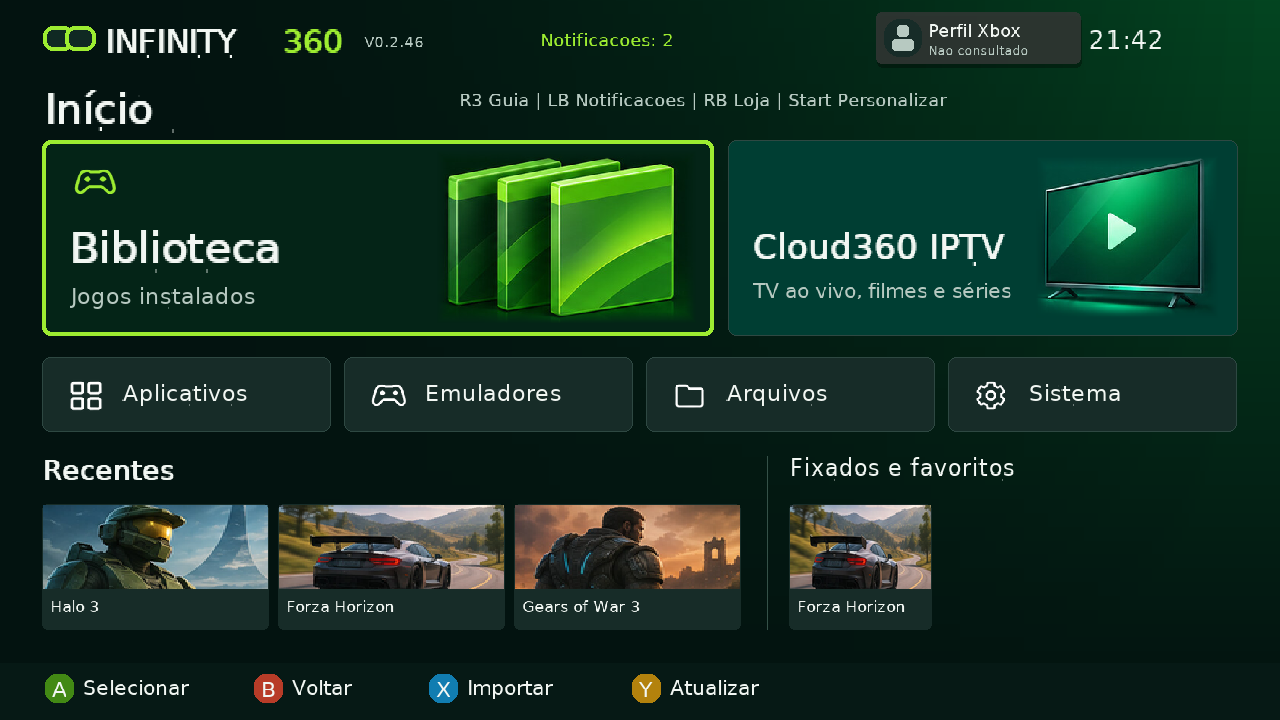 INFINITY 360 V0.2.46 Notificacoes: 2
Perfil Xbox
Nao consultado
21:42
Início
R3 Guia | LB Notificacoes | RB Loja | Start Personalizar
Biblioteca
Jogos instalados
Cloud360 IPTV
TV ao vivo, filmes e séries
Aplicativos
Emuladores
Arquivos
Sistema
Recentes
Halo 3
Forza Horizon
Gears of War 3
Fixados e favoritos
Forza Horizon
A Selecionar
B Voltar
X Importar
Y Atualizar